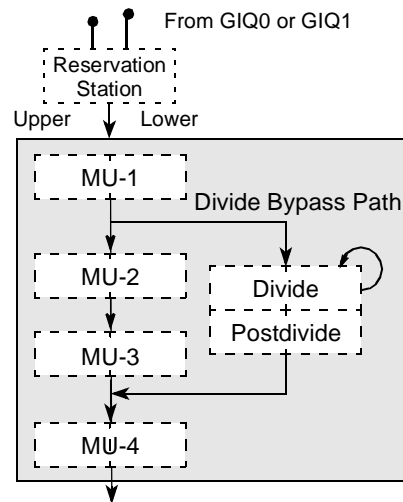 From GIQ0 or GIQ1
Reservation
Station
Upper Lower
MU-1
Divide Bypass Path
MU-2
Divide
Postdivide
MU-3
MU-4